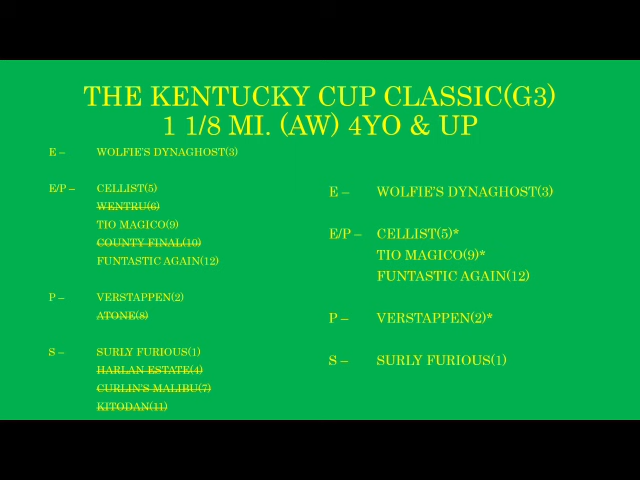 THE KENTUCKY CUP CLASSIC(G3)
1 1/8 MI. (AW) 4YO & UP
E – WOLFIE'S DYNAGHOST(3)
E/P – CELLIST(5)
WENTRU(6)
TIO MAGICO(9)
COUNTY FINAL(10)
FUNTASTIC AGAIN(12)
P – VERSTAPPEN(2)
ATONE(8)
S – SURLY FURIOUS(1)
HARLAN ESTATE(4)
CURLIN'S MALIBU(7)
KITODAN(11)
E – WOLFIE'S DYNAGHOST(3)
E/P – CELLIST(5)*
TIO MAGICO(9)*
FUNTASTIC AGAIN(12)
P – VERSTAPPEN(2)*
S – SURLY FURIOUS(1)